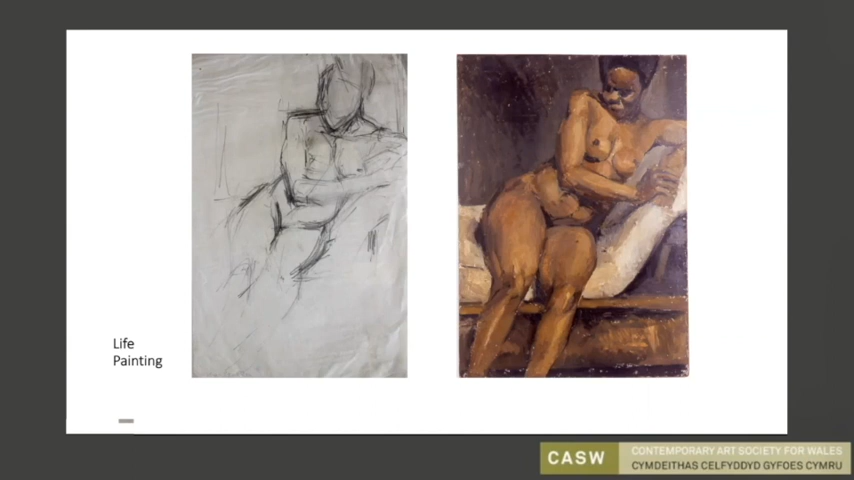 Life
Painting
CASW
CONTEMPORARY ART SOCIETY FOR WALES
CYMDEITHAS CELFYDDYD GYFOES CYMRU